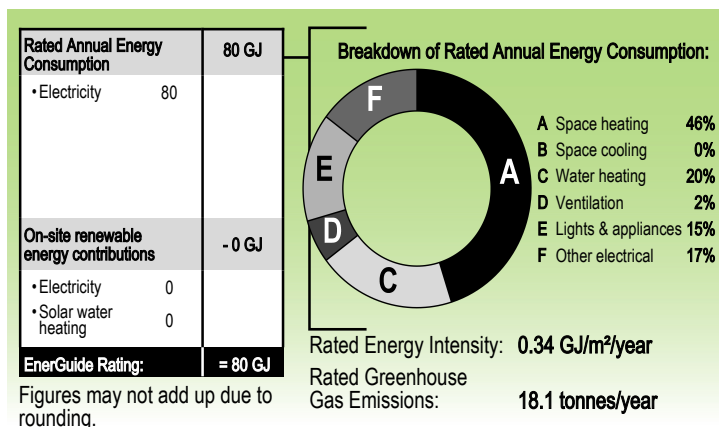 Rated Annual Energy
Consumption
80 GJ
• Electricity 80
On-site renewable
energy contributions
- 0 GJ
• Electricity 0
• Solar water
heating 0
EnerGuide Rating: = 80 GJ
Figures may not add up due to
rounding.
Breakdown of Rated Annual Energy Consumption:
F
E
A
D
C
A Space heating 46%
B Space cooling 0%
C Water heating 20%
D Ventilation 2%
E Lights & appliances 15%
F Other electrical 17%
Rated Energy Intensity: 0.34 GJ/m²/year
Rated Greenhouse
Gas Emissions: 18.1 tonnes/year